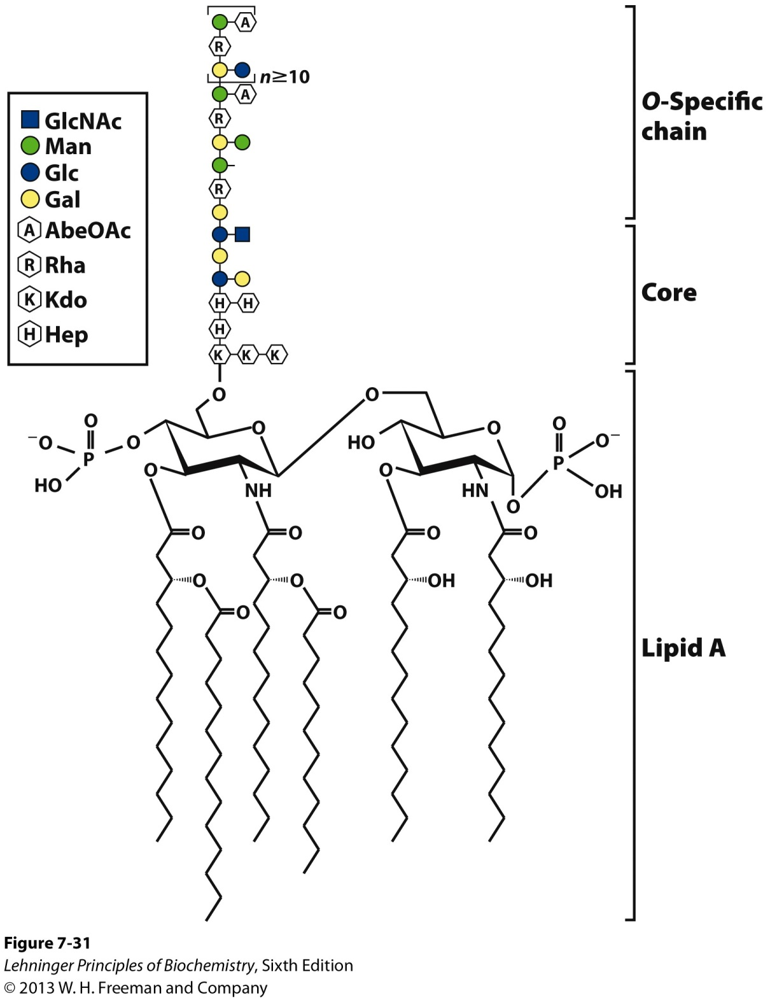 A
R
n≧10
A
R
R
O-Specific
chain
GlcNAc
Man
Glc
Gal
A AbeOAc
R Rha
K Kdo
H Hep
Core
H H
H
K K K
O
O
O
⁻O
P
O
HO
O
O
NH
HO
O
O
HN
O
P
O⁻
OH
O
O
O
O
O
O
O
OH
OH
O
O
Lipid A
Figure 7-31
Lehninger Principles of Biochemistry, Sixth Edition
© 2013 W. H. Freeman and Company